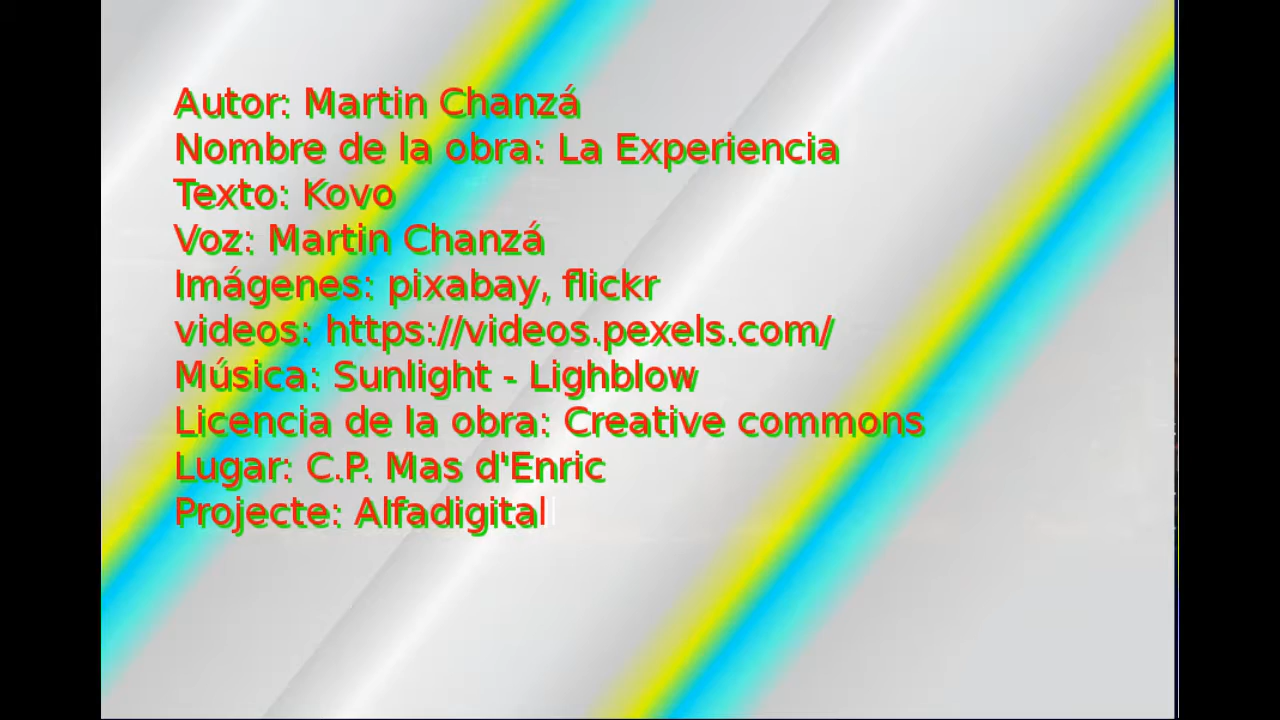 Autor: Martin Chanzá
Nombre de la obra: La Experiencia
Texto: Kovo
Voz: Martin Chanzá
Imágenes: pixabay, flickr
videos: https://videos.pexels.com/
Música: Sunlight - Lighblow
Licencia de la obra: Creative commons
Lugar: C.P. Mas d'Enric
Projecte: Alfadigital